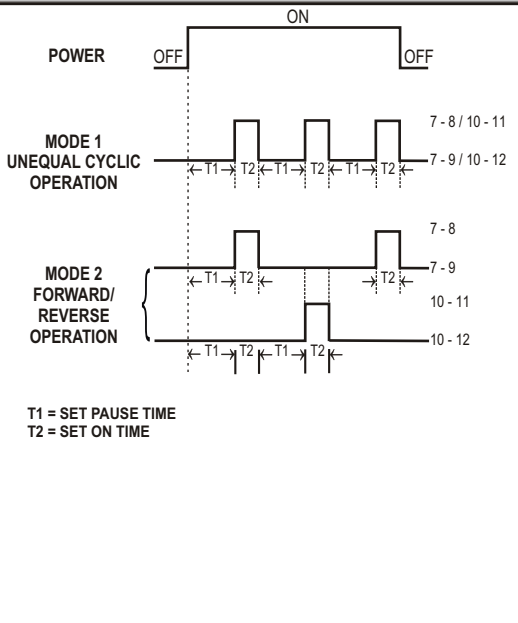 ON
POWER OFF OFF
7 - 8 / 10 - 11
MODE 1
UNEQUAL CYCLIC
OPERATION
T1 T2 T1 T2 T1 T2
7 - 9 / 10 - 12
7 - 8
MODE 2
FORWARD/
REVERSE
OPERATION
7 - 9
T1 T2 T2
10 - 11
10 - 12
T1 T2 T1 T2
T1 = SET PAUSE TIME
T2 = SET ON TIME